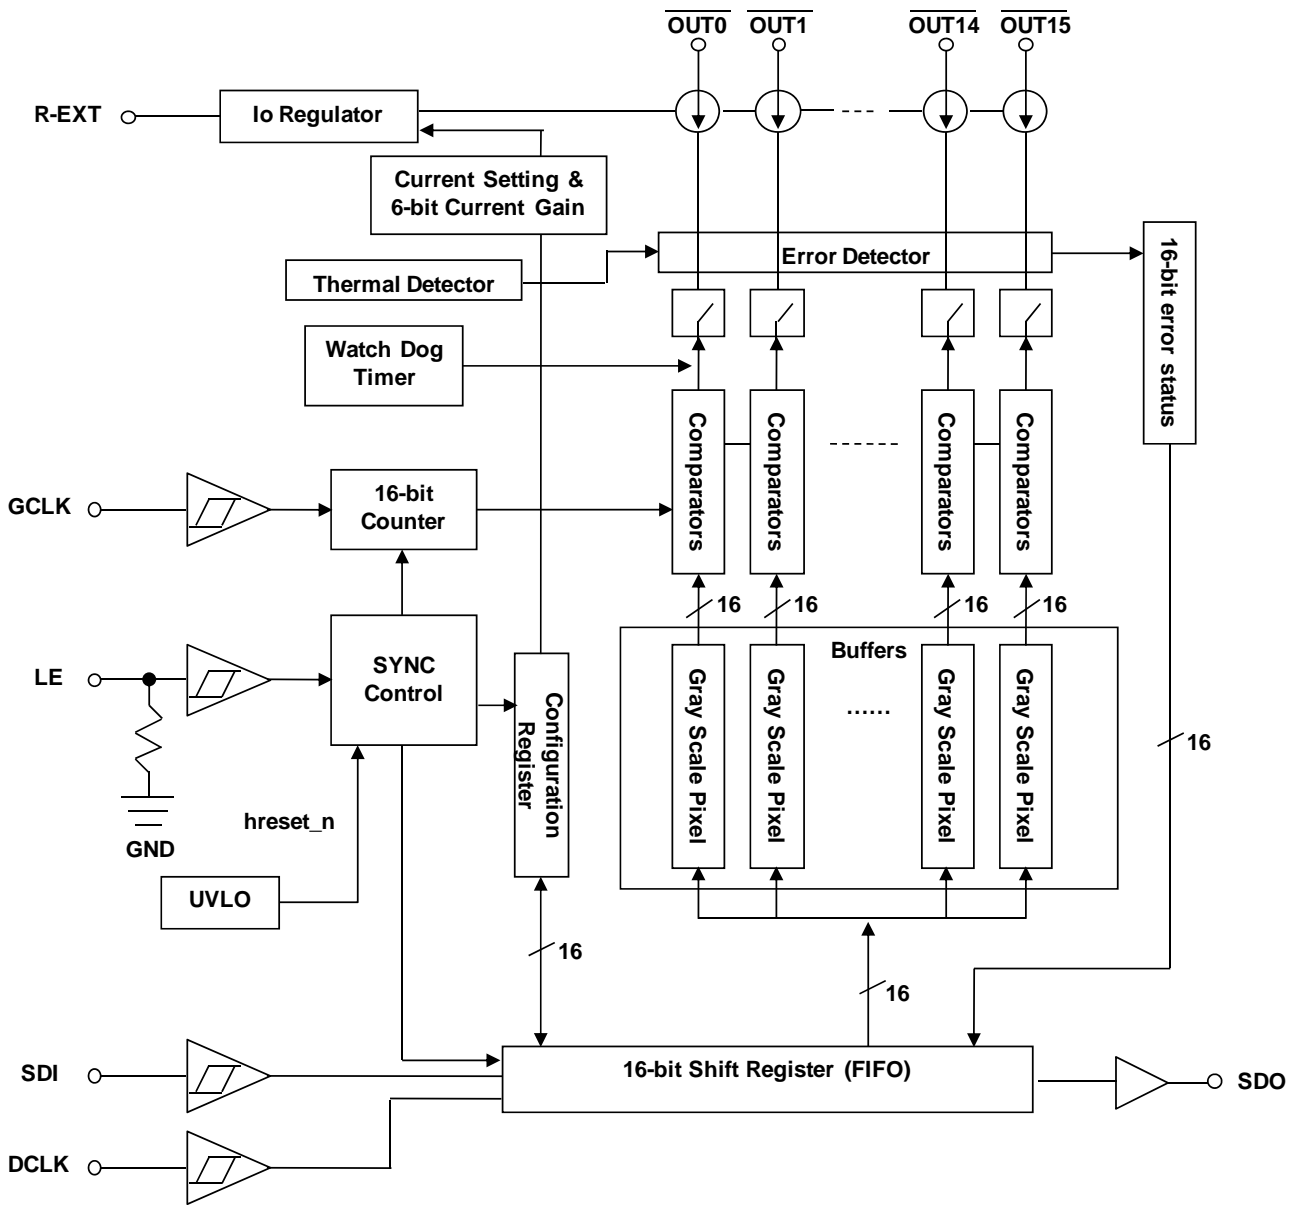 OUT0 OUT1 OUT14 OUT15
R-EXT
Io Regulator
Current Setting &
6-bit Current Gain
Error Detector
16-bit error status
Thermal Detector
Watch Dog
Timer
Comparators
Comparators
Comparators
Comparators
GCLK
16-bit
Counter
16
16
16
16
Buffers
LE
SYNC
Control
Configuration
Register
Gray Scale Pixel
Gray Scale Pixel
......
Gray Scale Pixel
Gray Scale Pixel
16
hreset_n
GND
UVLO
16
16
SDI
16-bit Shift Register (FIFO)
SDO
DCLK